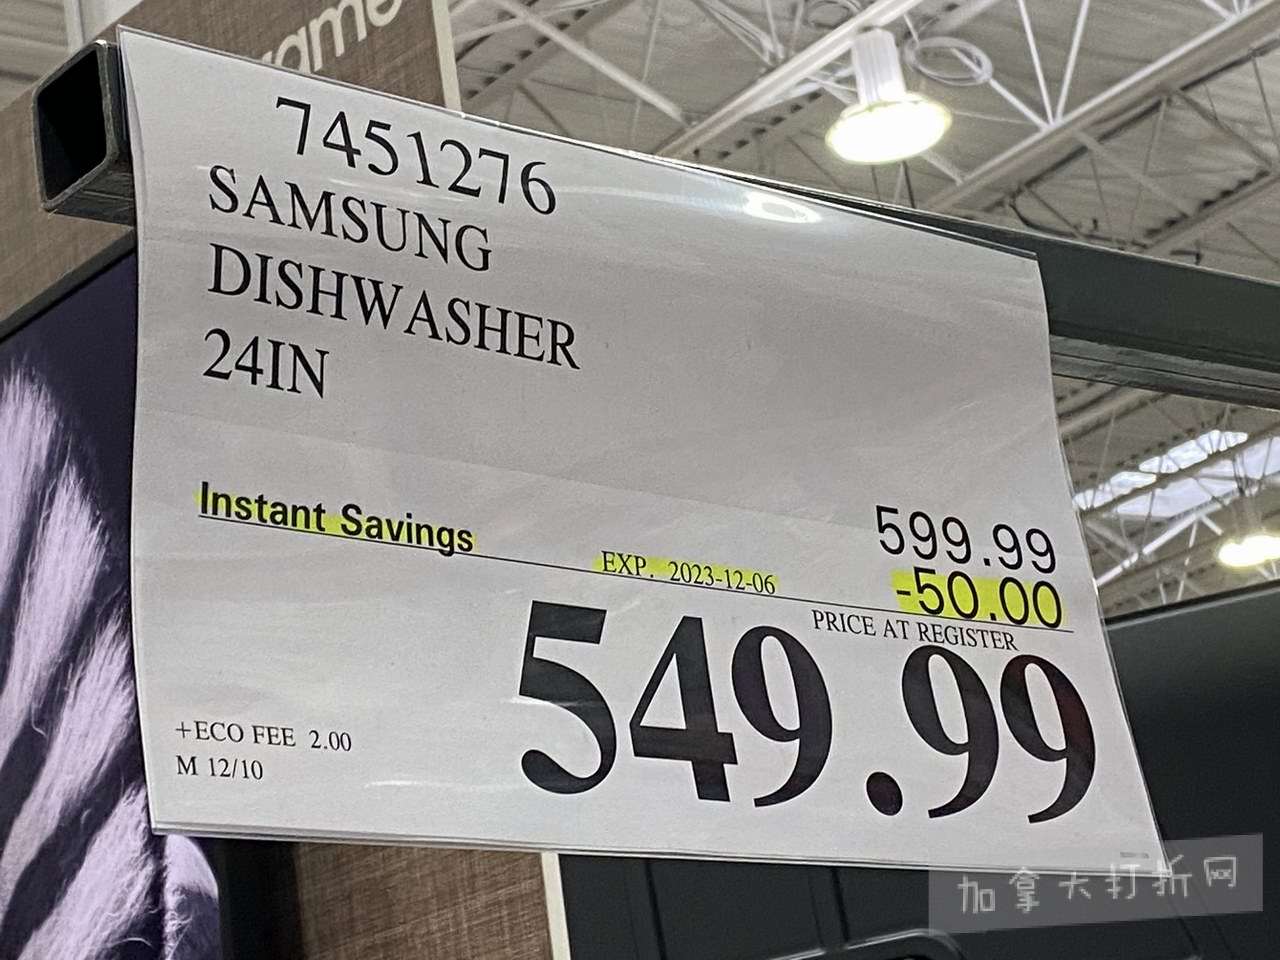 7451276
SAMSUNG
DISHWASHER
24IN
Instant Savings
EXP. 2023-12-06
599.99
-50.00
PRICE AT REGISTER
549.99
+ECO FEE 2.00
M 12/10
加拿大打折网